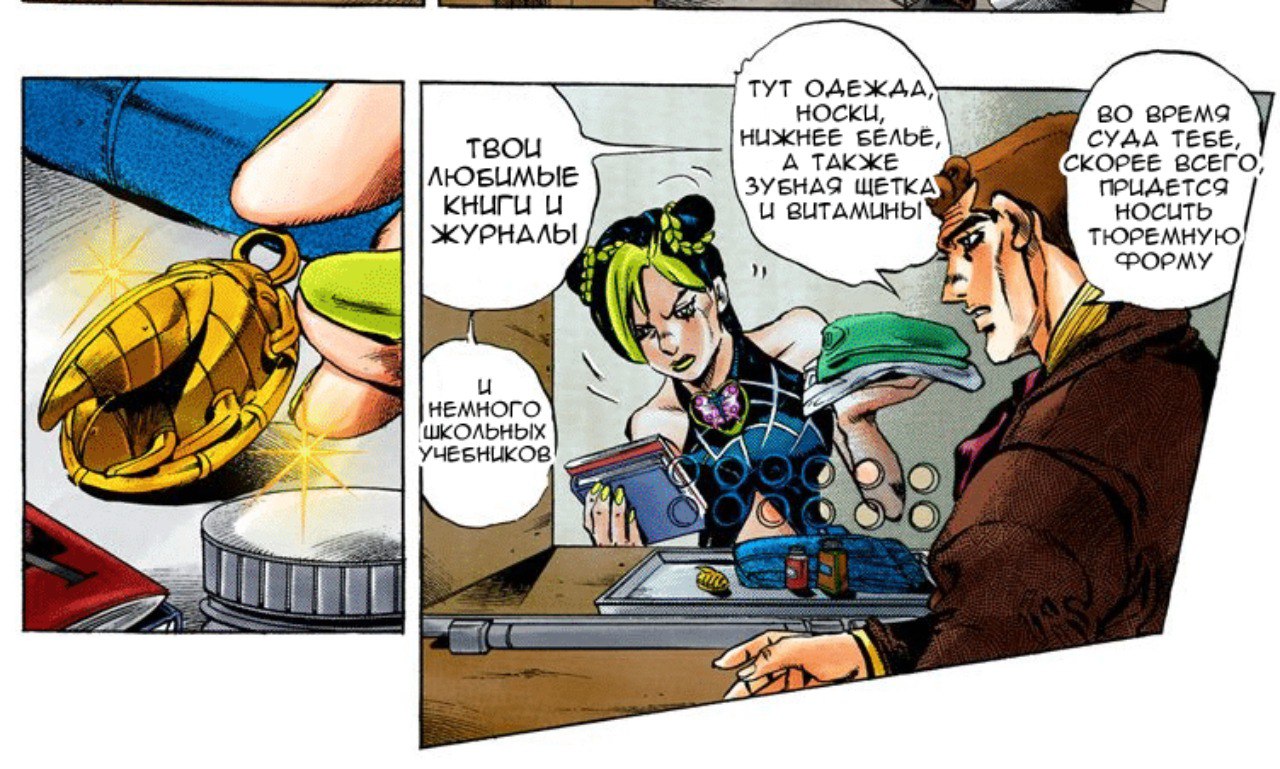 ВО ВРЕМЯ
СУДА ТЕБЕ,
СКОРЕЕ ВСЕГО,
ПРИДЕТСЯ
НОСИТЬ
ТЮРЕМНУЮ
ФОРМУ
ТУТ ОДЕЖДА,
НОСКИ,
НИЖНЕЕ БЕЛЬЁ,
А ТАКЖЕ
ЗУБНАЯ ЩЕТКА
И ВИТАМИНЫ
ТВОИ
ЛЮБИМЫЕ
КНИГИ И
ЖУРНАЛЫ
И
НЕМНОГО
ШКОЛЬНЫХ
УЧЕБНИКОВ